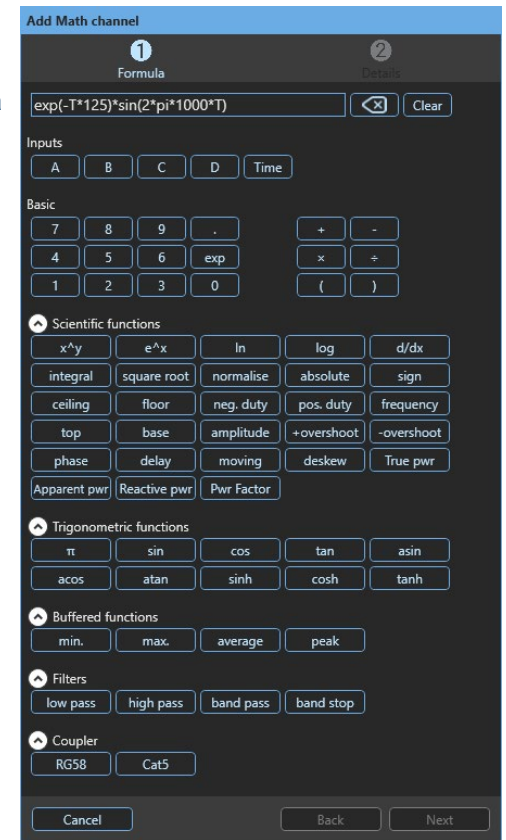 Add Math channel
1 2
Formula Details
exp(-T*125)*sin(2*pi*1000*T) Clear
Inputs
A B C D Time
Basic
7 8 9 . + -
4 5 6 exp × ÷
1 2 3 0 ( )
Scientific functions
x^y e^x ln log d/dx
integral square root normalise absolute sign
ceiling floor neg. duty pos. duty frequency
top base amplitude +overshoot -overshoot
phase delay moving deskew True pwr
Apparent pwr Reactive pwr Pwr Factor
Trigonometric functions
π sin cos tan asin
acos atan sinh cosh tanh
Buffered functions
min. max. average peak
Filters
low pass high pass band pass band stop
Coupler
RG58 Cat5
Cancel Back Next